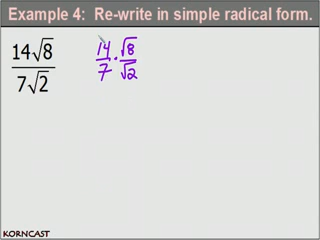 Example 4: Re-write in simple radical form.
14√8
7√2
14/7 · √8/√2
KORNCAST